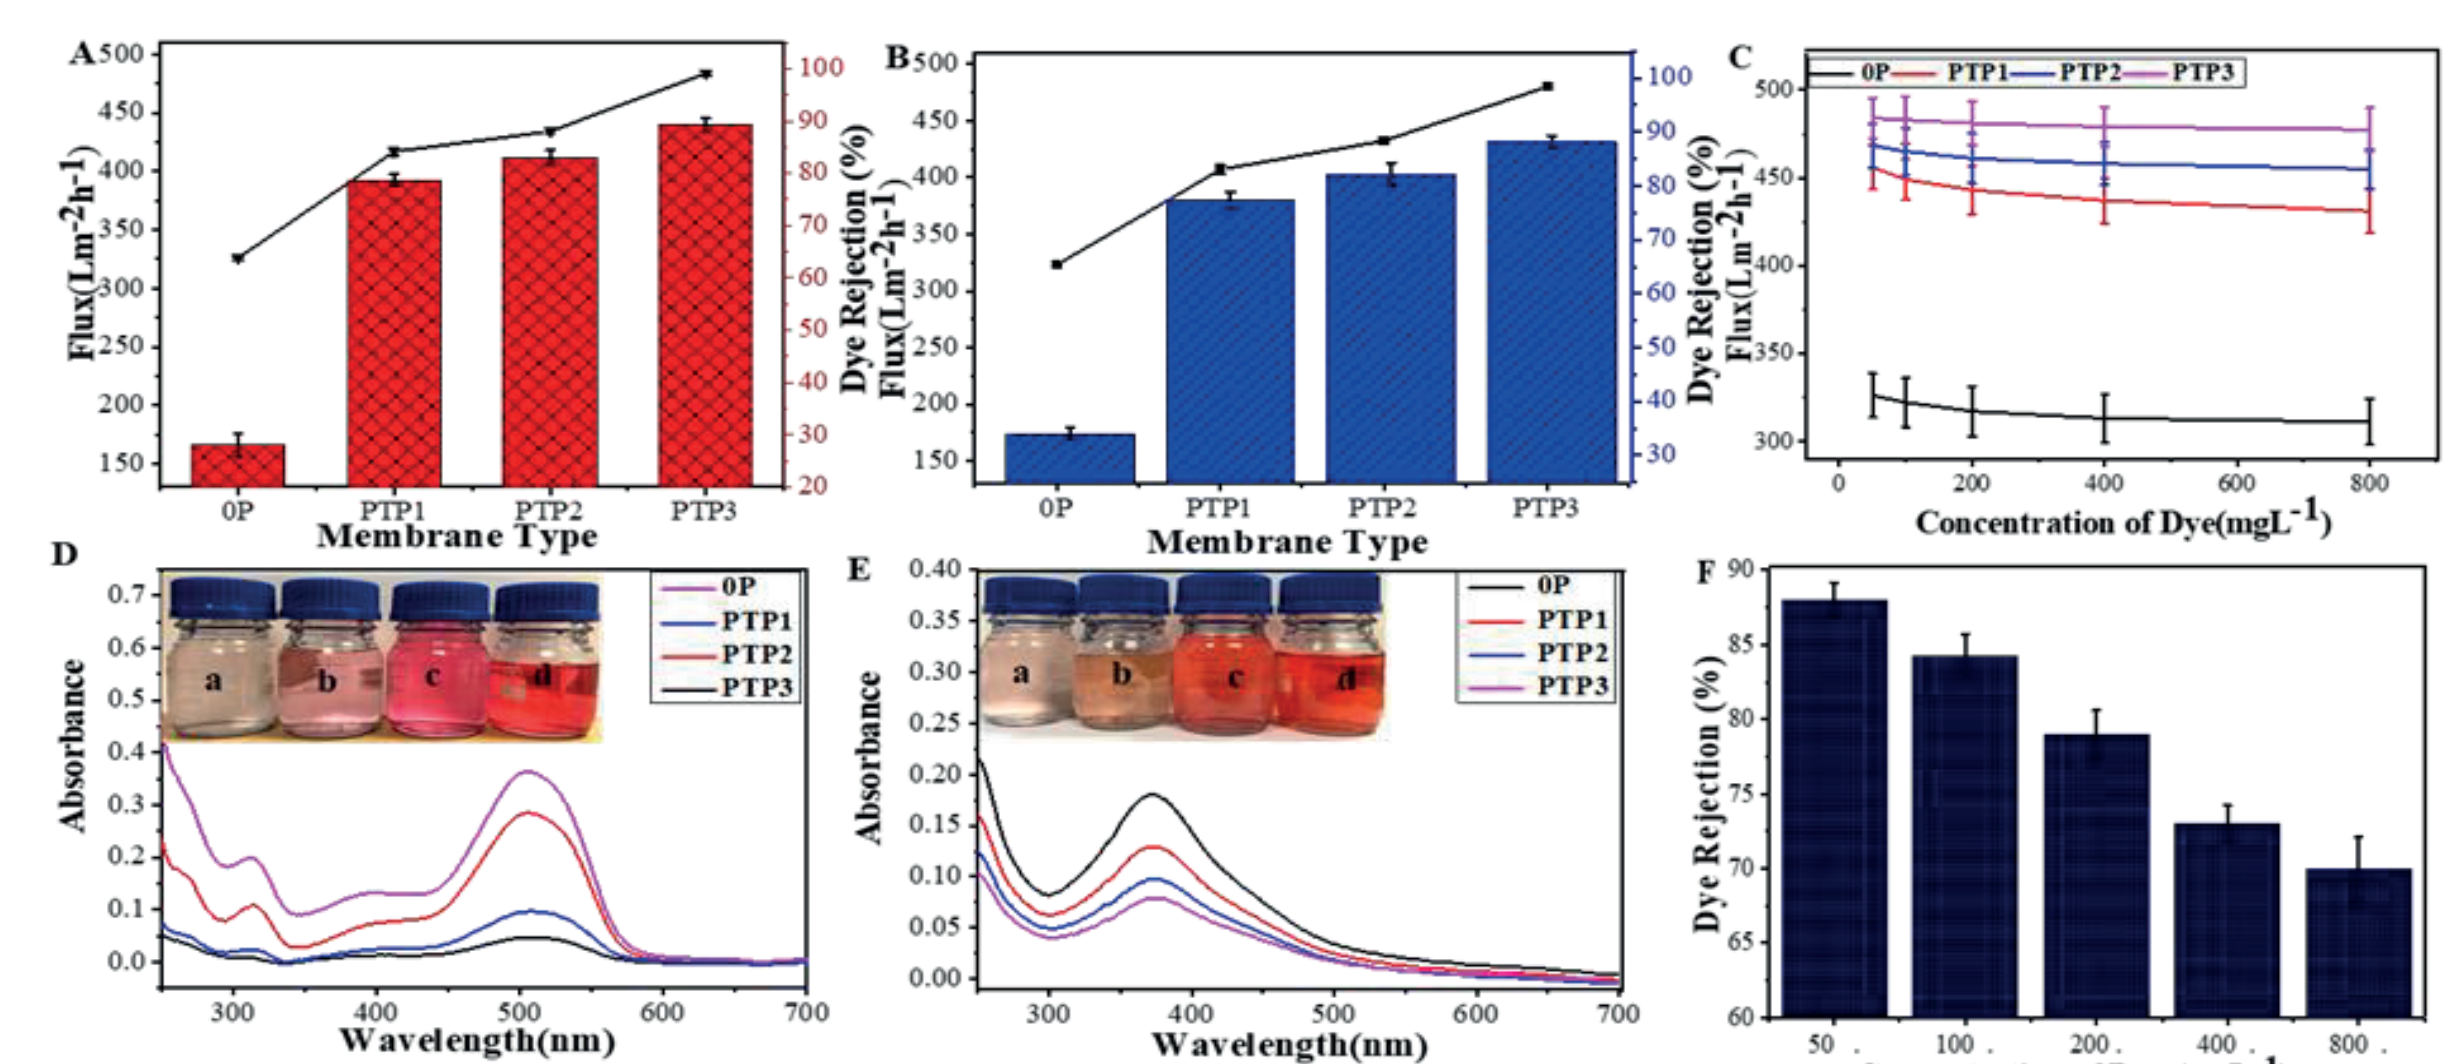 A
500
450
400
350
300
250
200
150
Flux(Lm-2h-1)
100
90
80
70
60
50
40
30
20
Dye Rejection (%)
0P PTP1 PTP2 PTP3
Membrane Type
B
500
450
400
350
300
250
200
150
Flux(Lm-2h-1)
100
90
80
70
60
50
40
30
Dye Rejection (%)
0P PTP1 PTP2 PTP3
Membrane Type
C
0P PTP1 PTP2 PTP3
500
450
400
350
300
Flux(Lm-2h-1)
0 200 400 600 800
Concentration of Dye(mgL-1)
D
0.7
0.6
0.5
0.4
0.3
0.2
0.1
0.0
Absorbance
a b c d
0P
PTP1
PTP2
PTP3
300 400 500 600 700
Wavelength(nm)
E
0.40
0.35
0.30
0.25
0.20
0.15
0.10
0.05
0.00
Absorbance
a b c d
0P
PTP1
PTP2
PTP3
300 400 500 600 700
Wavelength(nm)
F
90
85
80
75
70
65
60
Dye Rejection (%)
50 100 200 400 800